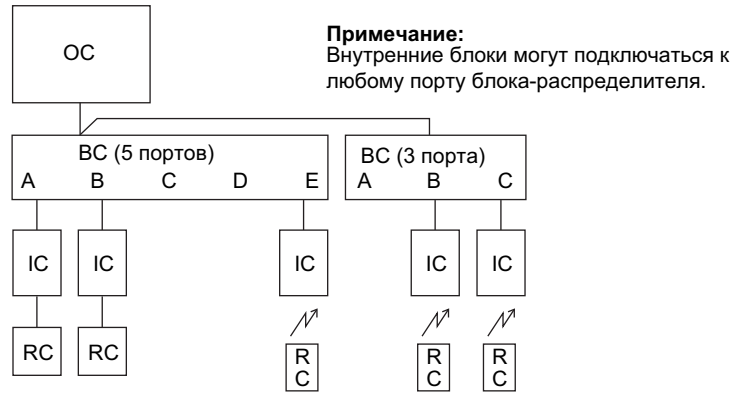 OC
Примечание:
Внутренние блоки могут подключаться к
любому порту блока-распределителя.
BC (5 портов)
A B C D E
BC (3 порта)
A B C
IC IC IC IC IC
RC RC
R
C
R
C
R
C